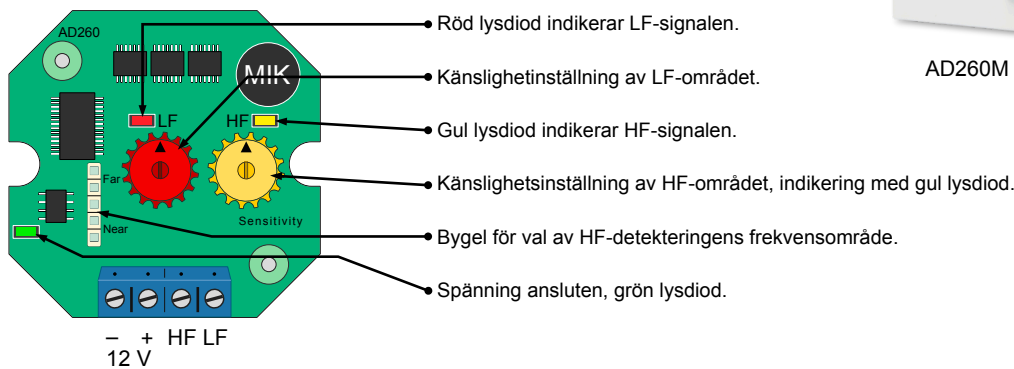 AD260
MIK
LF
HF
Far
Near
Sensitivity
– + HF LF
12 V
Röd lysdiod indikerar LF-signalen.
Känslighetinställning av LF-området.
Gul lysdiod indikerar HF-signalen.
Känslighetsinställning av HF-området, indikering med gul lysdiod.
Bygel för val av HF-detekteringens frekvensområde.
Spänning ansluten, grön lysdiod.
AD260M